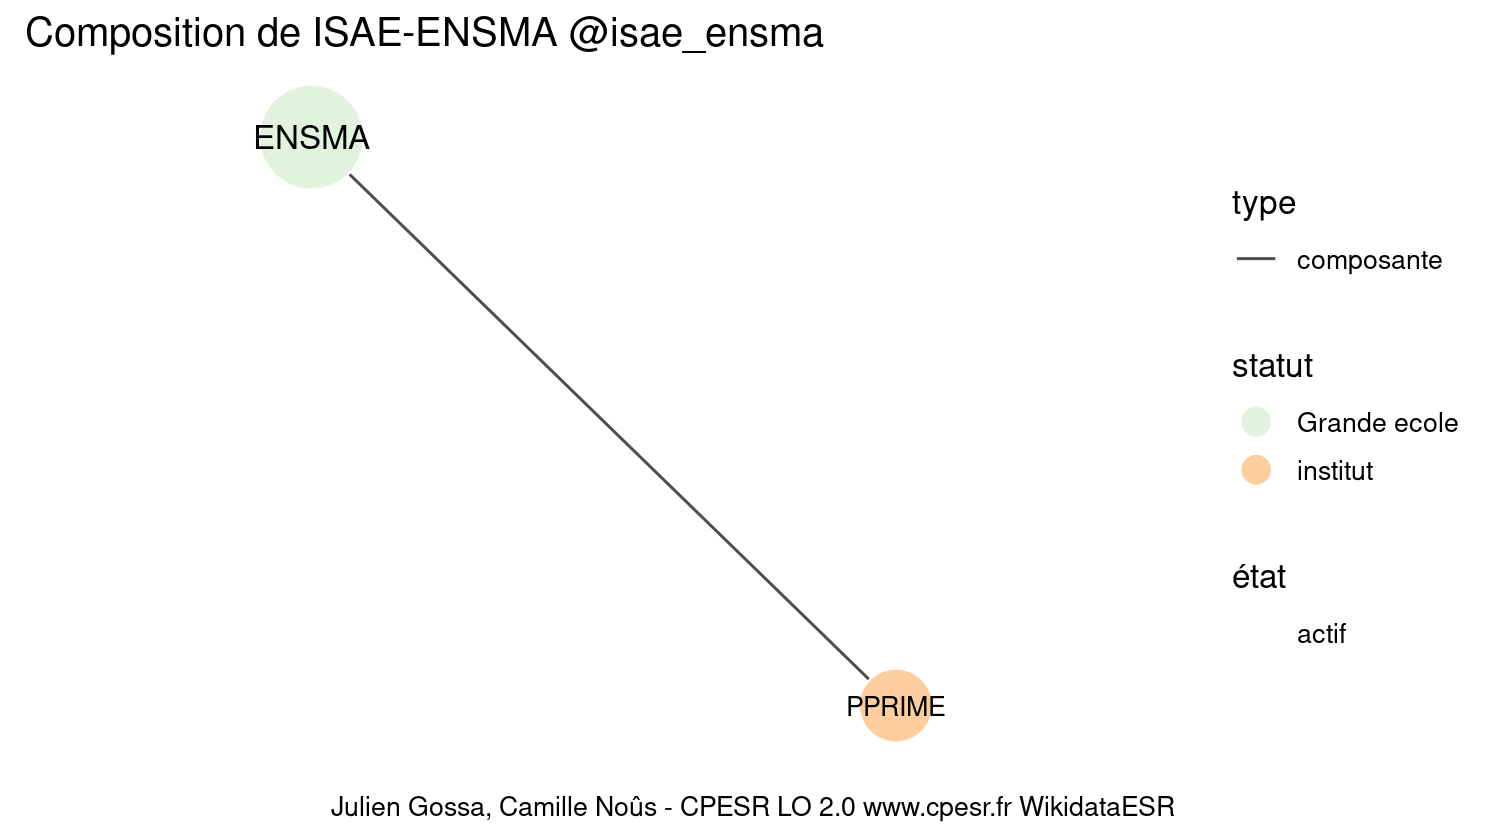 Composition de ISAE-ENSMA @isae_ensma
ENSMA
type
composante
statut
Grande ecole
institut
état
actif
PPRIME
Julien Gossa, Camille Noûs - CPESR LO 2.0 www.cpesr.fr WikidataESR